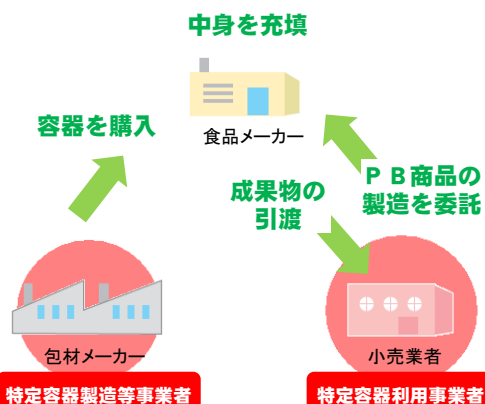 中身を充填
食品メーカー
容器を購入
ＰＢ商品の
製造を委託
成果物の
引渡
包材メーカー
小売業者
特定容器製造等事業者
特定容器利用事業者